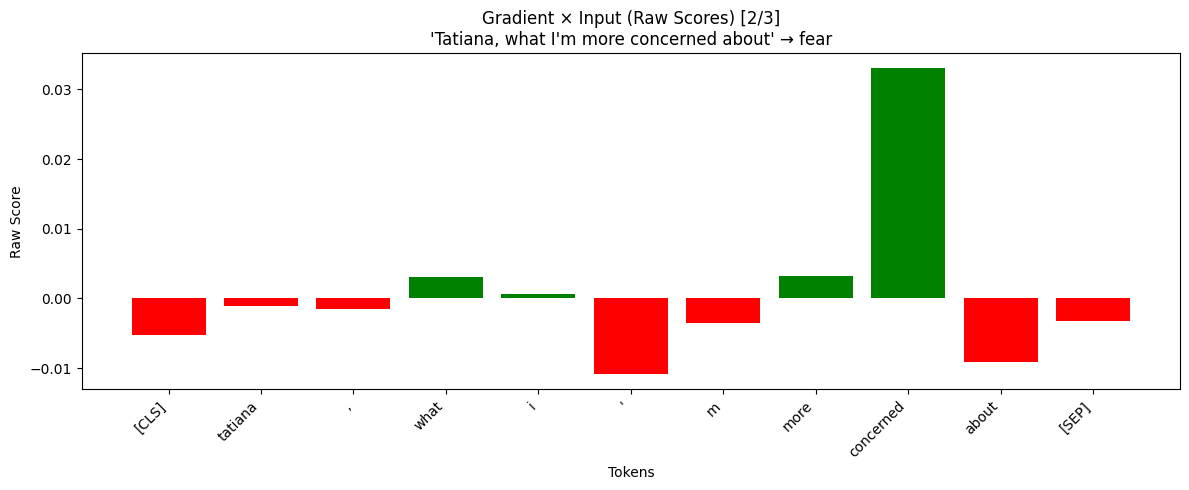 Gradient × Input (Raw Scores) [2/3]
'Tatiana, what I'm more concerned about' → fear
Raw Score
0.03
0.02
0.01
0.00
−0.01
[CLS]
tatiana
,
what
i
'
m
more
concerned
about
[SEP]
Tokens